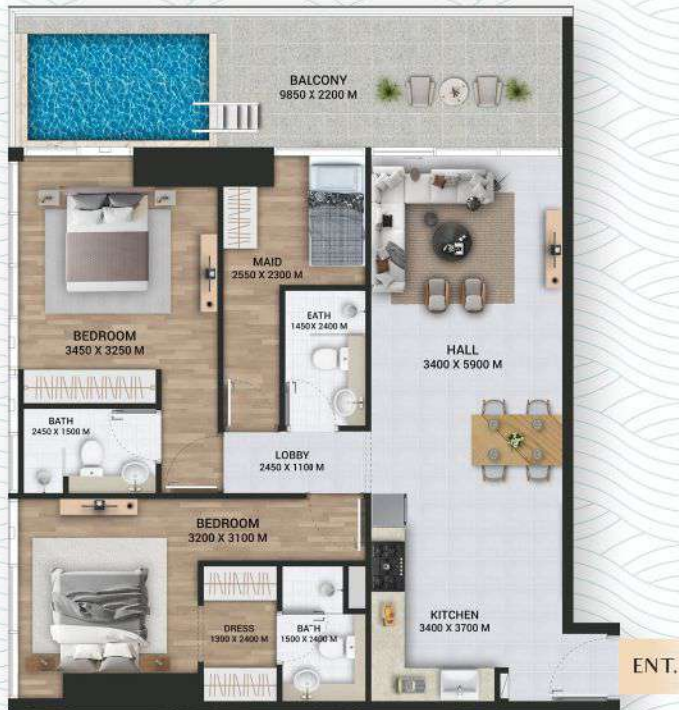 BALCONY
9850 X 2200 M
MAID
2550 X 2300 M
EATH
1450X 2400 M
BEDROOM
3450 X 3250 M
HALL
3400 X 5900 M
BATH
2450 X 1500 M
LOBBY
2450 X 1100 M
BEDROOM
3200 X 3100 M
DRESS
1300 X 2400 M
BATH
1500 X 2400 M
KITCHEN
3400 X 3700 M
ENT.